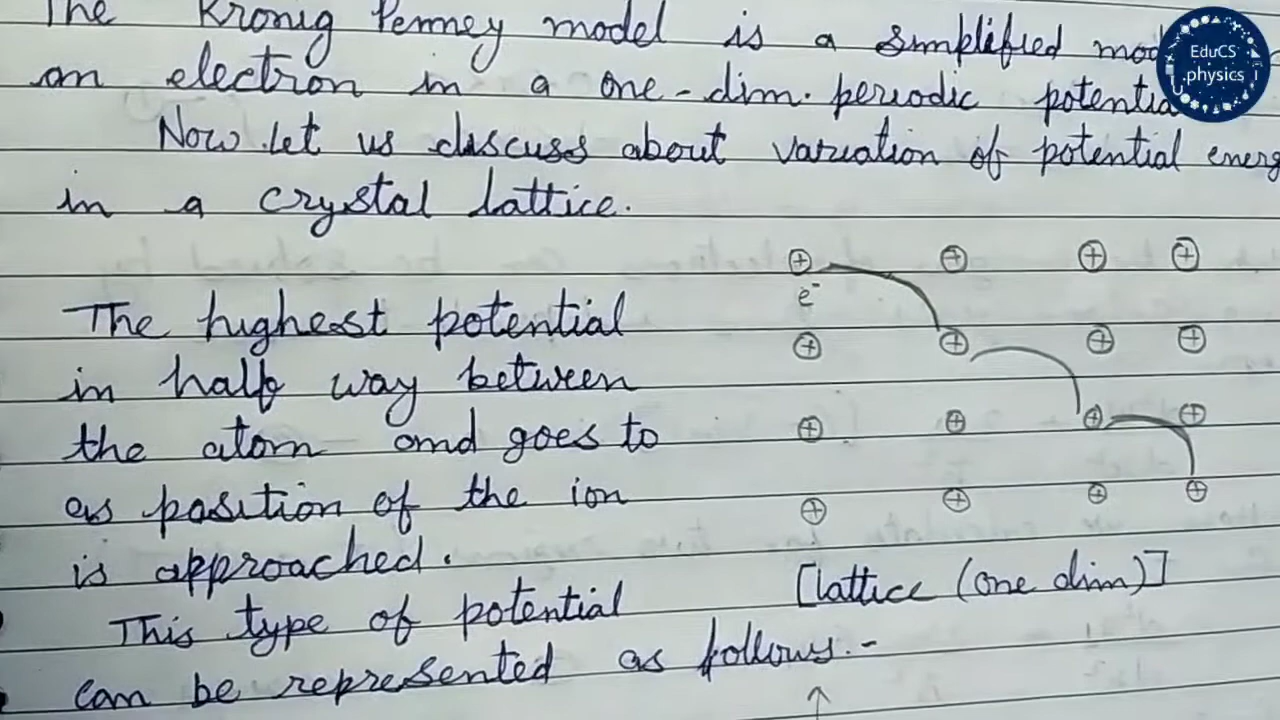 The Kronig Penney model is a simplified mod
an electron in a one-dim. periodic potentia
Now let us discuss about variation of potential energ
in a crystal lattice.
The highest potential
in half way between
the atom and goes to
as position of the ion
is approached.
This type of potential
can be represented as follows.-
⊕ ⊕ ⊕ ⊕
e⁻
⊕ ⊕ ⊕ ⊕
⊕ ⊕ ⊕ ⊕
⊕ ⊕ ⊕ ⊕
[lattice (one dim)]
EduCS
.physics